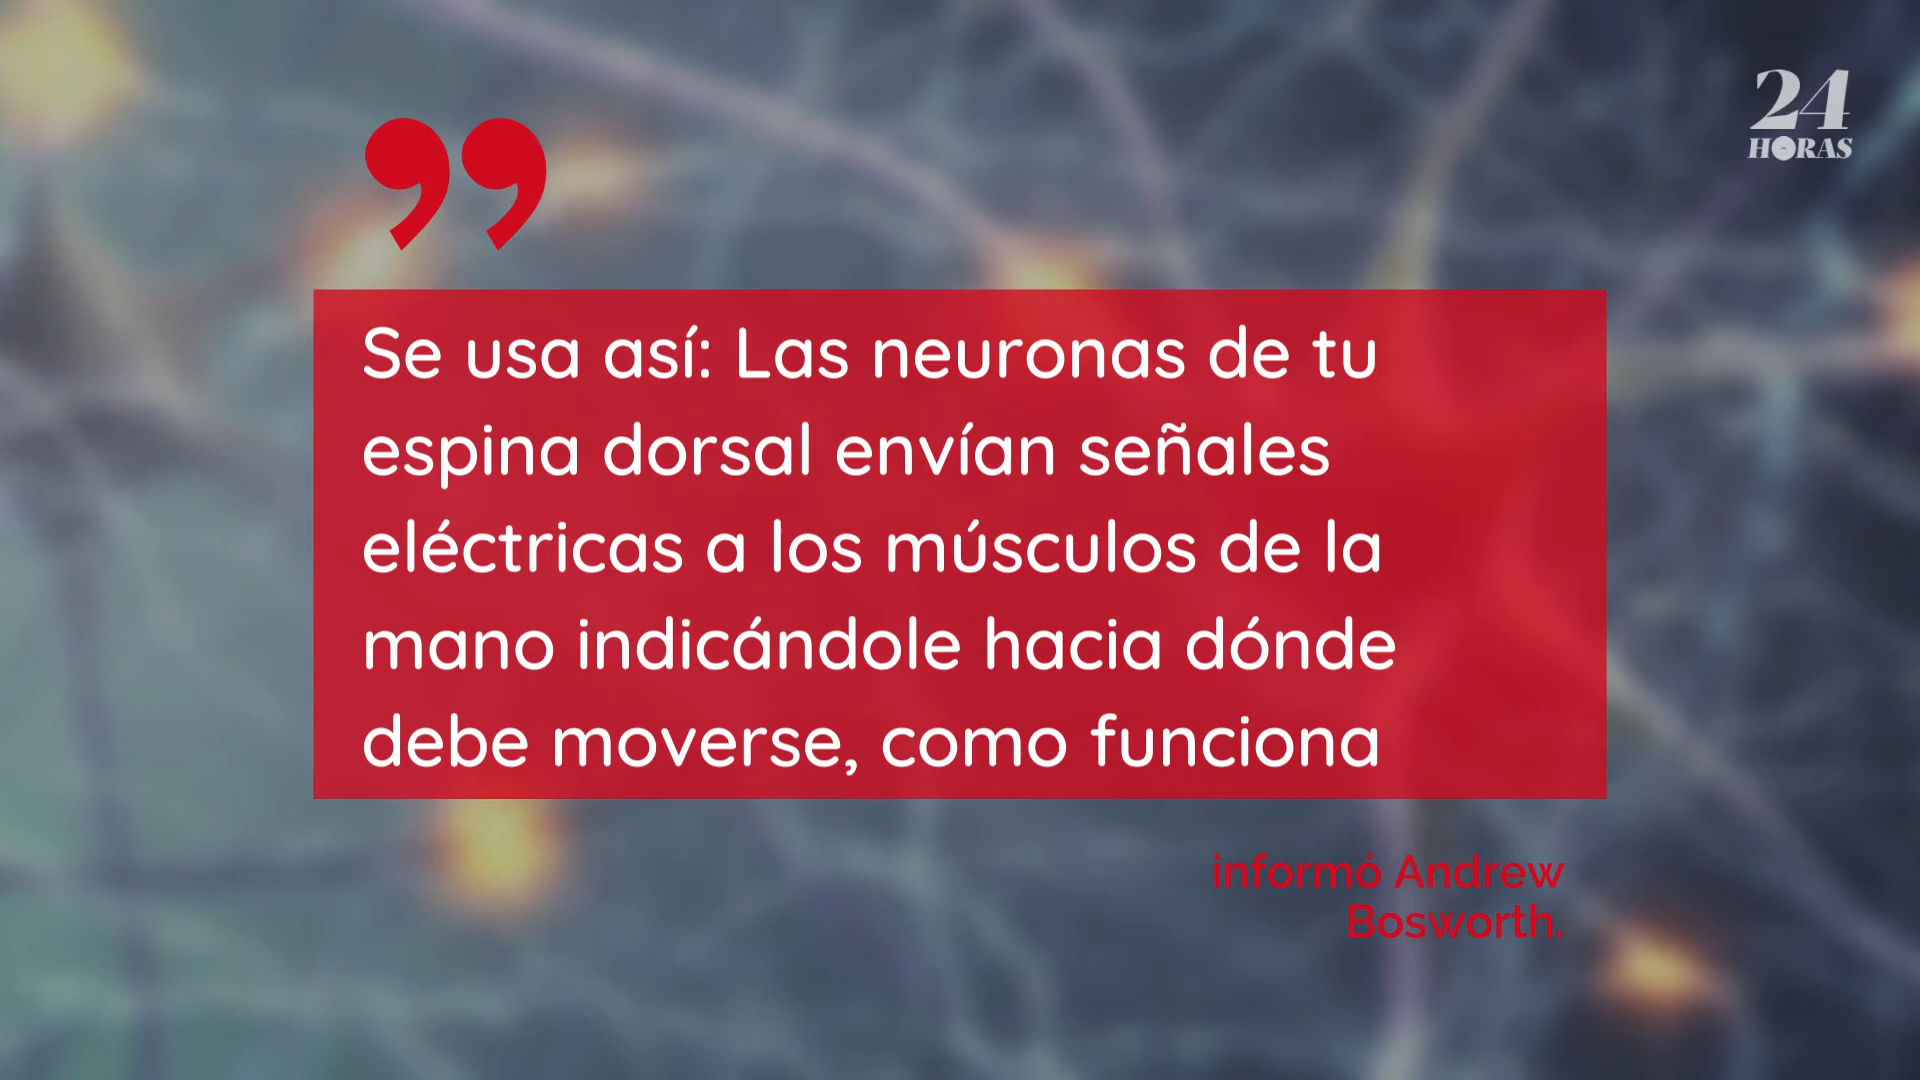 24
HORAS
”
Se usa así: Las neuronas de tu
espina dorsal envían señales
eléctricas a los músculos de la
mano indicándole hacia dónde
debe moverse, como funciona
informó Andrew
Bosworth.